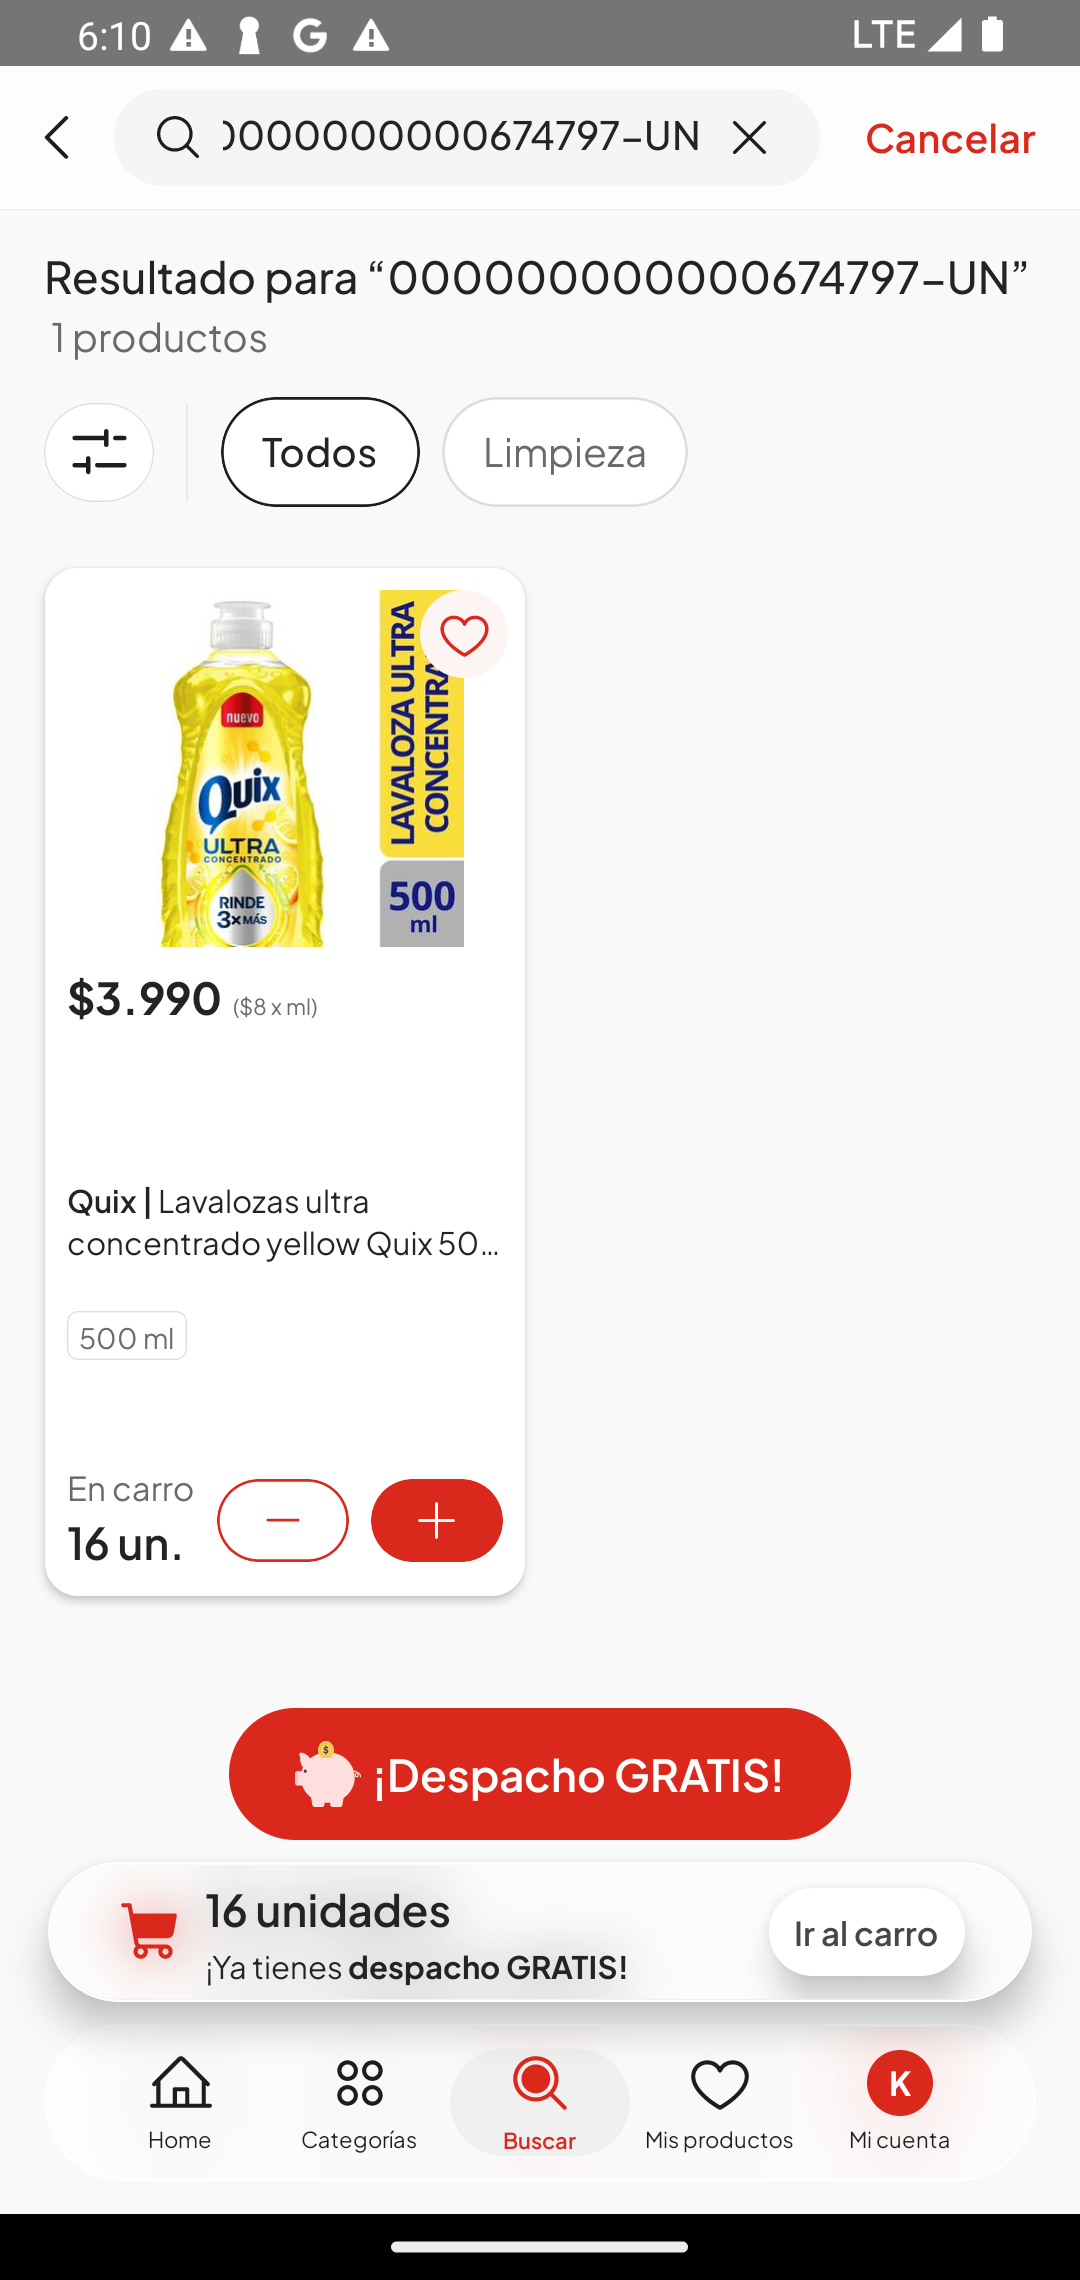 6:10
LTE
000000000674797-UN
Cancelar
Resultado para “000000000000674797-UN”
1 productos
Todos
Limpieza
nuevo
Quix
ULTRA
CONCENTRADO
RINDE
3x MÁS
LAVALOZA ULTRA
500
ml
$3.990 ($8 x ml)
Quix | Lavalozas ultra
concentrado yellow Quix 50...
500 ml
En carro
16 un.
¡Despacho GRATIS!
16 unidades
¡Ya tienes despacho GRATIS!
Ir al carro
Home
Categorías
Buscar
Mis productos
K
Mi cuenta